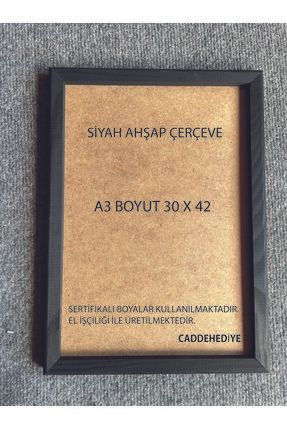 SİYAH AHŞAP ÇERÇEVE
A3 BOYUT 30 X 42
SERTİFİKALI BOYALAR KULLANILMAKTADIR.
EL İŞÇİLİĞİ İLE ÜRETİLMEKTEDİR.
CADDEHEDİYE